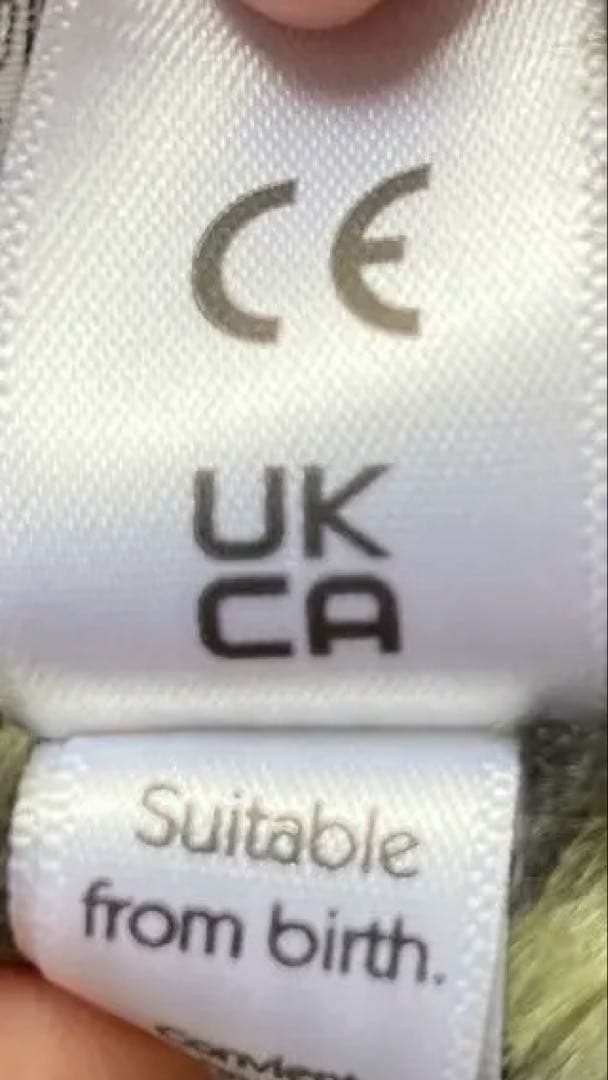 CE
UK
CA
Suitable
from birth.